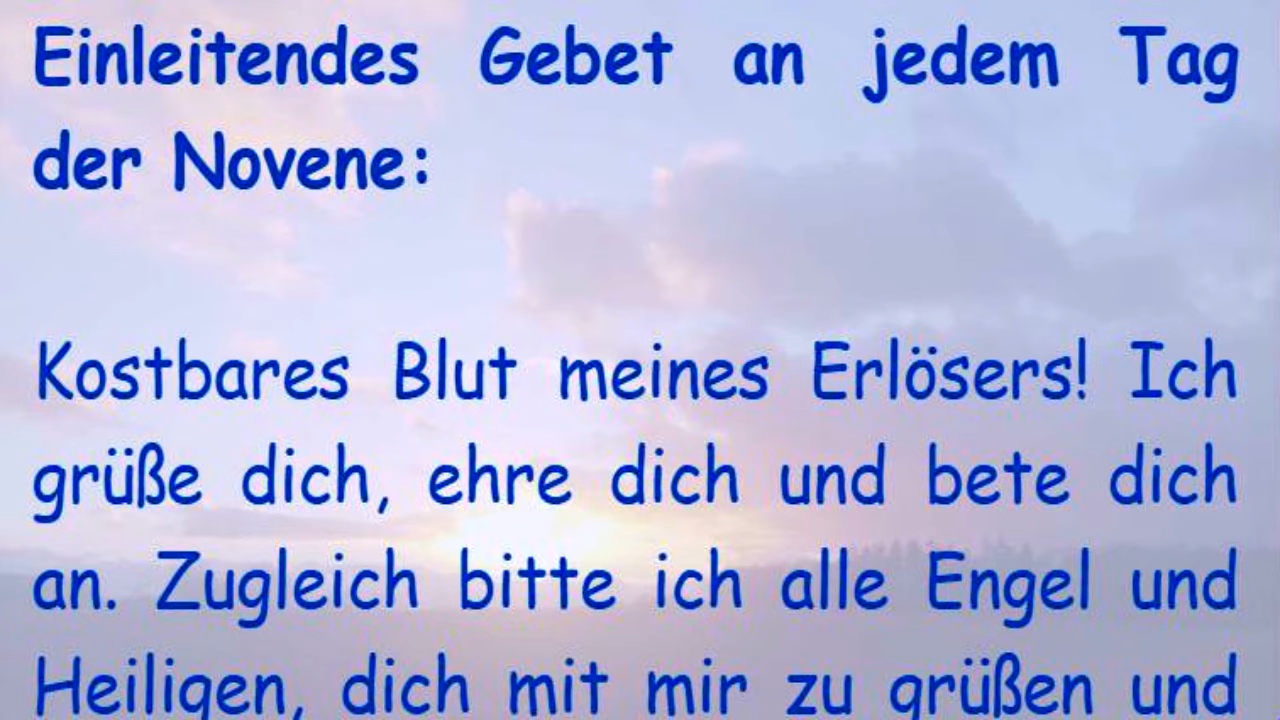 Einleitendes Gebet an jedem Tag
der Novene:
Kostbares Blut meines Erlösers! Ich
grüße dich, ehre dich und bete dich
an. Zugleich bitte ich alle Engel und
Heiligen, dich mit mir zu grüßen und